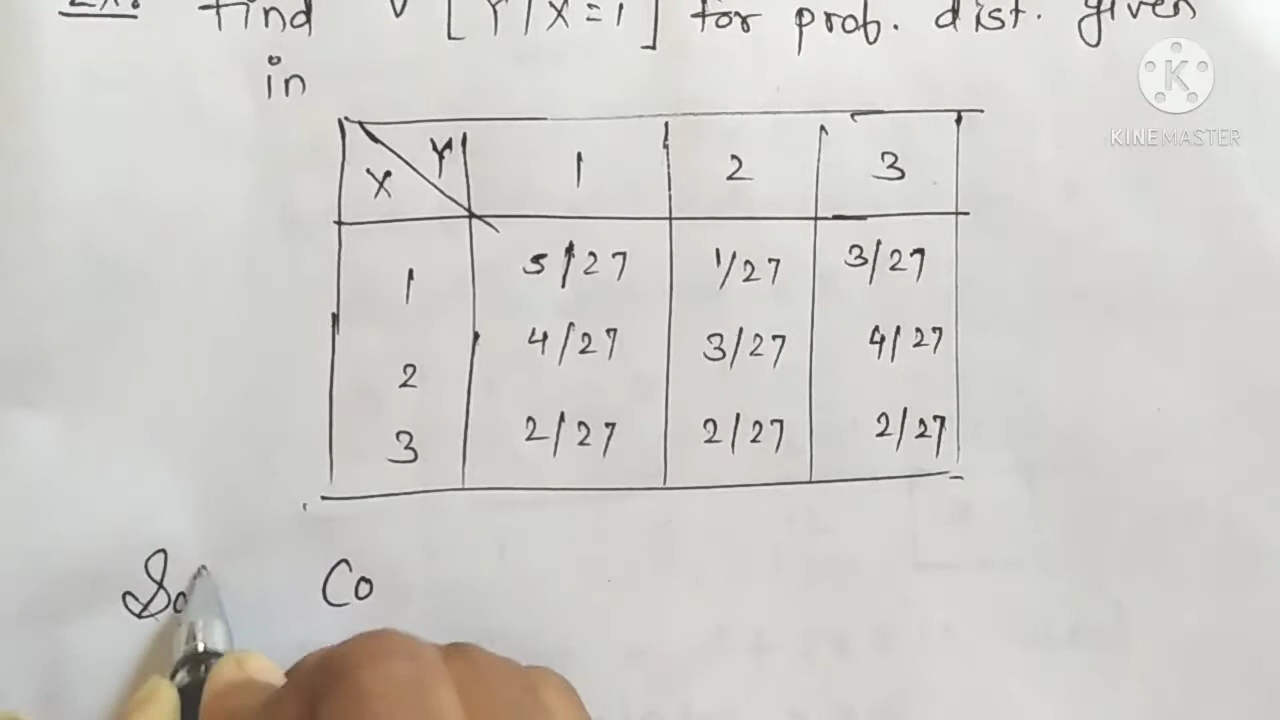 Ex. Find V [Y/X=1] for prob. dist. given
in
KINEMASTER
X Y 1 2 3
1 5/27 1/27 3/27
2 4/27 3/27 4/27
3 2/27 2/27 2/27
So Co